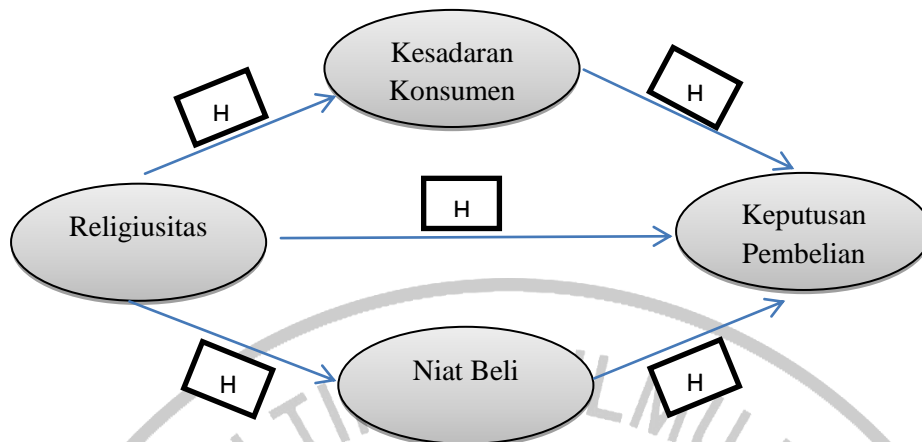 Kesadaran
Konsumen
H
H
H
Religiusitas
Keputusan
Pembelian
Niat Beli
H
H